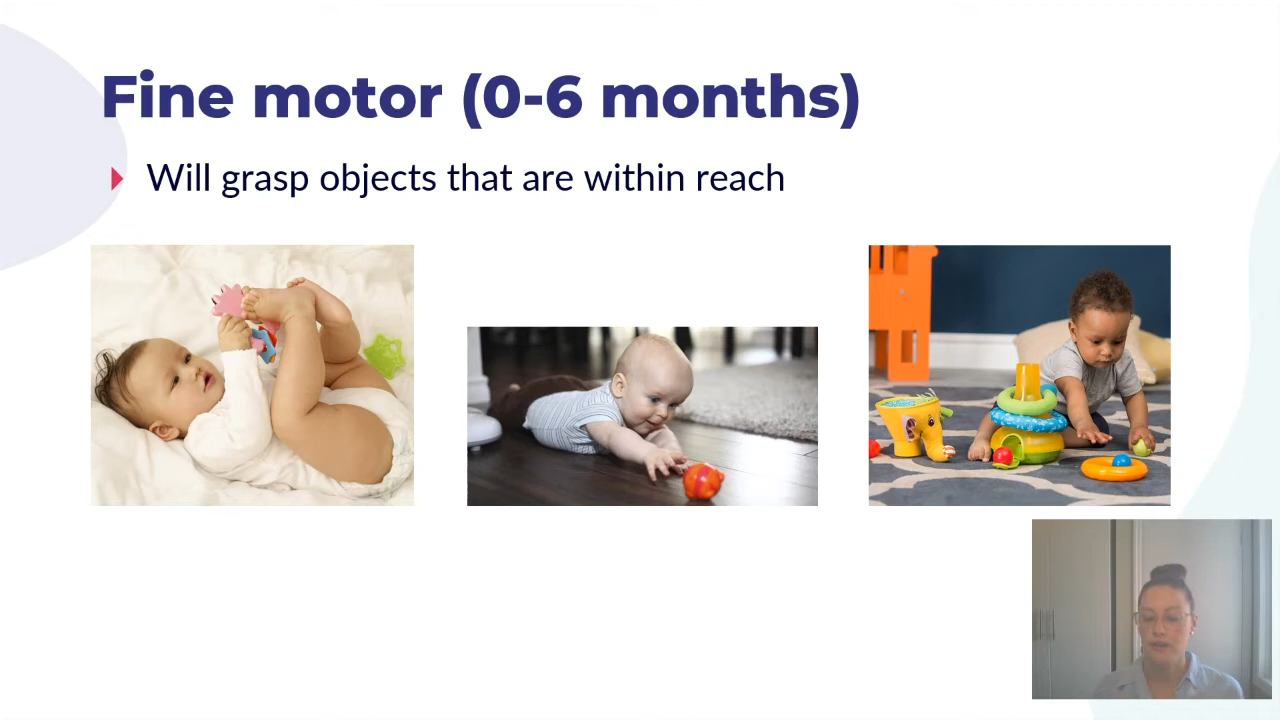 Fine motor (0-6 months)
Will grasp objects that are within reach